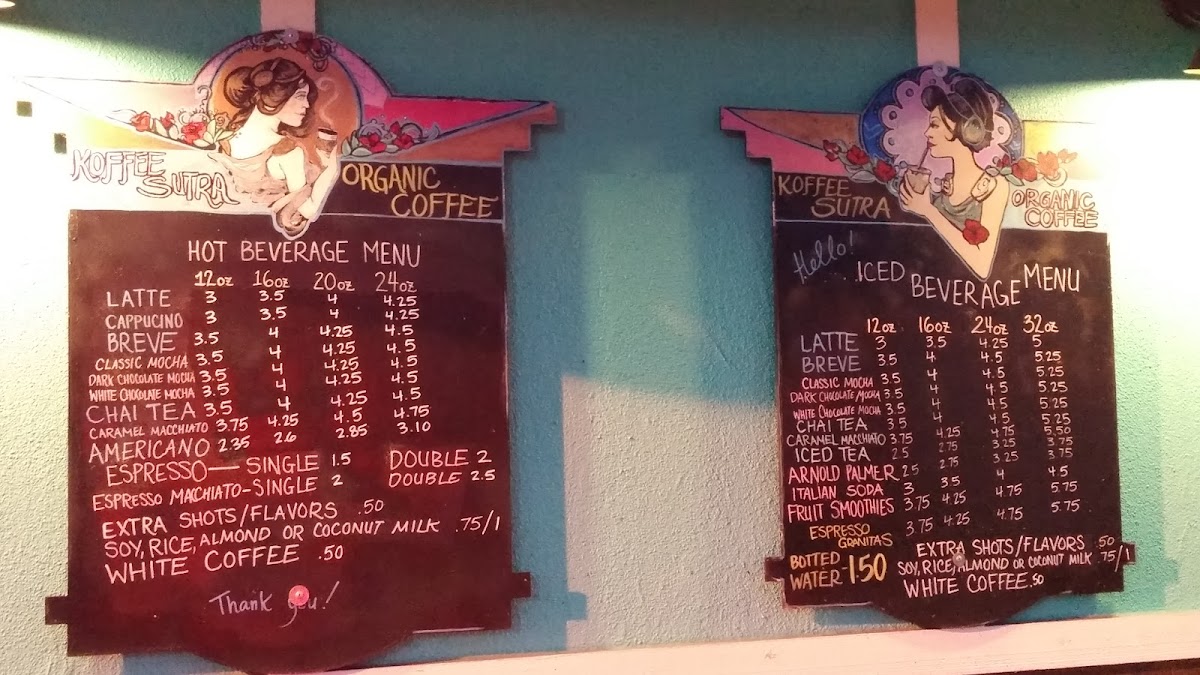 KOFFEE SUTRA
ORGANIC COFFEE
HOT BEVERAGE MENU
12oz 16oz 20oz 24oz
LATTE 3 3.5 4 4.25
CAPPUCINO 3 3.5 4 4.25
BREVE 3.5 4 4.25 4.5
CLASSIC MOCHA 3.5 4 4.25 4.5
DARK CHOCOLATE MOCHA 3.5 4 4.25 4.5
WHITE CHOCOLATE MOCHA 3.5 4 4.25 4.5
CHAI TEA 3.5 4 4.25 4.5
CARAMEL MACCHIATO 3.75 4.25 4.5 4.75
AMERICANO 2.35 2.6 2.85 3.10
ESPRESSO — SINGLE 1.5 DOUBLE 2
ESPRESSO MACCHIATO - SINGLE 2 DOUBLE 2.5
EXTRA SHOTS/FLAVORS .50
SOY, RICE, ALMOND OR COCONUT MILK .75/1
WHITE COFFEE .50
Thank you!
KOFFEE SUTRA
ORGANIC COFFEE
Hello!
ICED BEVERAGE MENU
12oz 16oz 24oz 32oz
LATTE 3 3.5 4.25 5
BREVE 3.5 4 4.5 5.25
CLASSIC MOCHA 3.5 4 4.5 5.25
DARK CHOCOLATE MOCHA 3.5 4 4.5 5.25
WHITE CHOCOLATE MOCHA 3.5 4 4.5 5.25
CHAI TEA 3.5 4 4.5 5.25
CARAMEL MACCHIATO 3.75 4.25 4.75 5.50
ICED TEA 2.5 2.75 3.25 3.75
ARNOLD PALMER 2.5 2.75 3.25 3.75
ITALIAN SODA 3 3.5 4 4.5
FRUIT SMOOTHIES 3.75 4.25 4.75 5.75
ESPRESSO GRANITAS 3.75 4.25 4.75 5.75
BOTTED WATER - 1.50
EXTRA SHOTS/FLAVORS .50
SOY, RICE, ALMOND OR COCONUT MILK .75/1
WHITE COFFEE .50